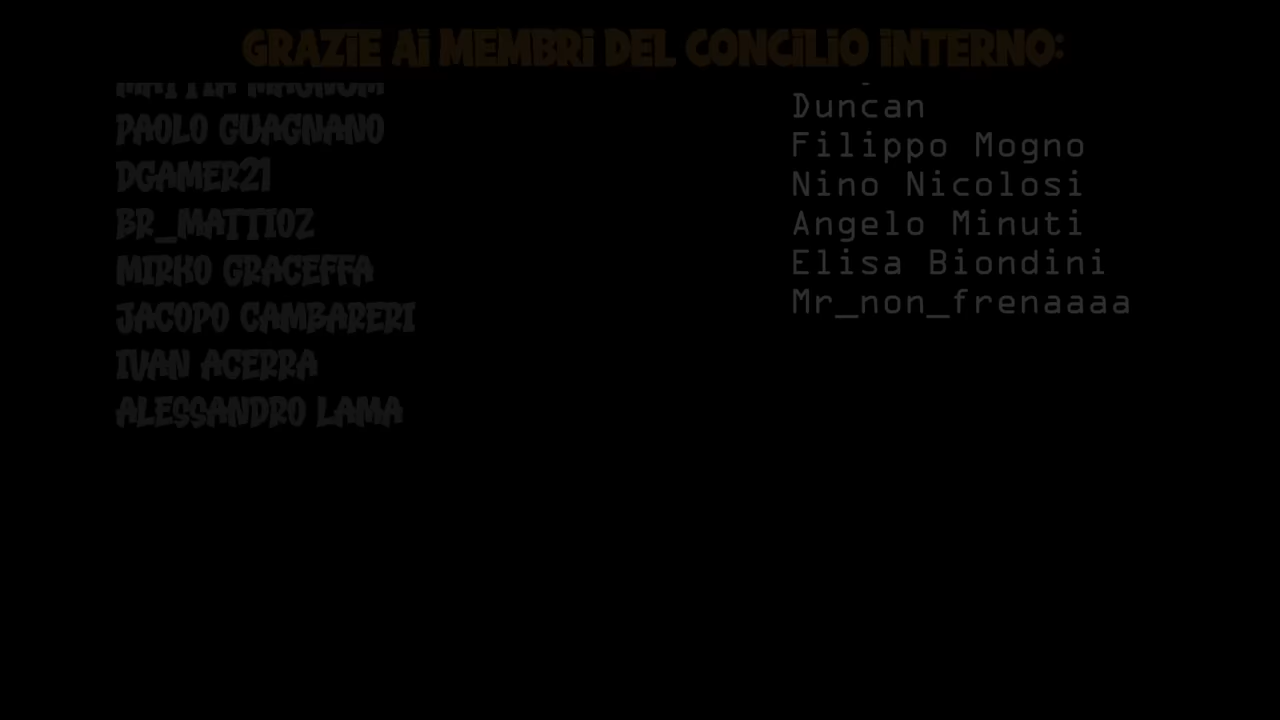 GRAZIE AI MEMBRI DEL CONCILIO INTERNO:
PAOLO GUAGNANO
DGAMER21
BR_MATTIOZ
MIRKO GRACEFFA
JACOPO CAMBARERI
IVAN ACERRA
ALESSANDRO LAMA
Duncan
Filippo Mogno
Nino Nicolosi
Angelo Minuti
Elisa Biondini
Mr_non_frenaaaa